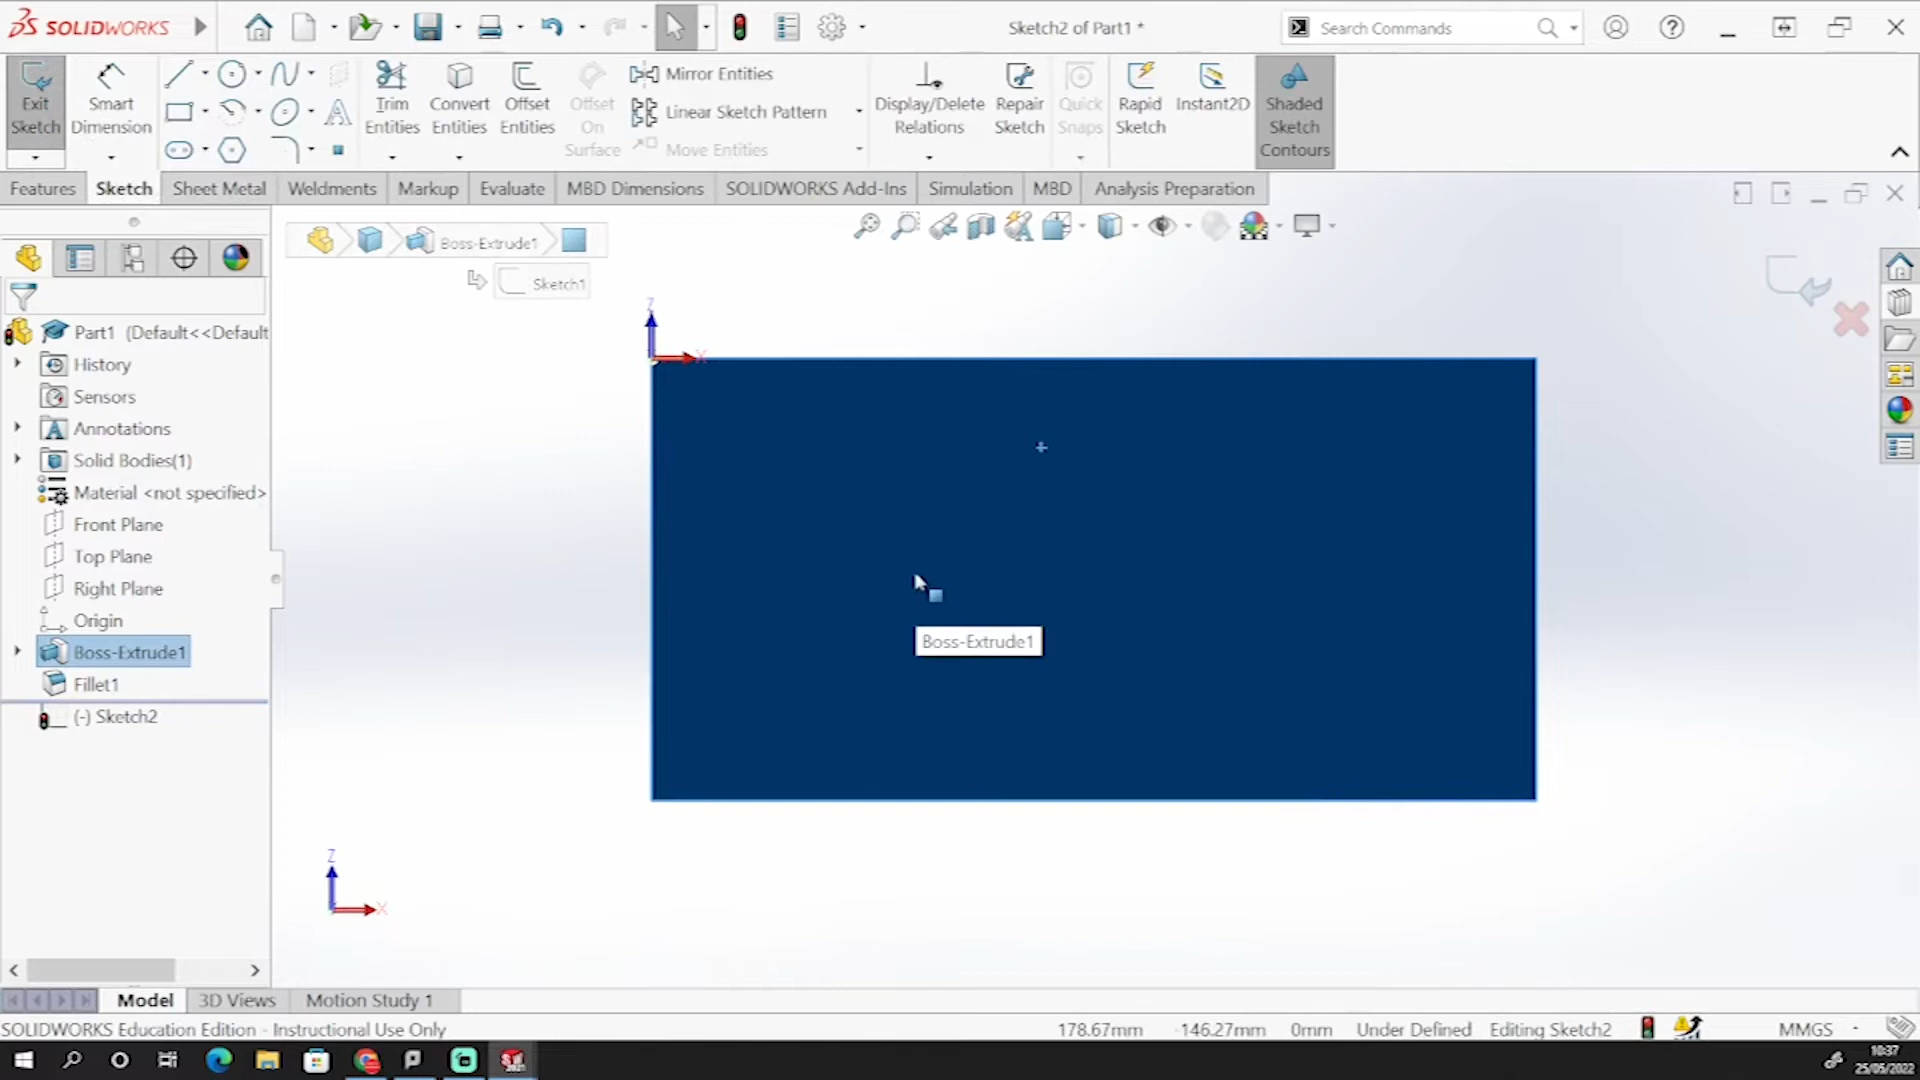 SOLIDWORKS
Sketch2 of Part1 *
Search Commands
Exit Sketch
Smart Dimension
Trim Entities
Convert Entities
Offset Entities
Offset On Surface
Mirror Entities
Linear Sketch Pattern
Move Entities
Display/Delete Relations
Repair Sketch
Quick Snaps
Rapid Sketch
Instant2D
Shaded Sketch Contours
Features
Sketch
Sheet Metal
Weldments
Markup
Evaluate
MBD Dimensions
SOLIDWORKS Add-Ins
Simulation
MBD
Analysis Preparation
Boss-Extrude1
Sketch1
Part1 (Default<<Default
History
Sensors
Annotations
Solid Bodies(1)
Material <not specified>
Front Plane
Top Plane
Right Plane
Origin
Boss-Extrude1
Fillet1
(-) Sketch2
Z
X
Boss-Extrude1
Z
X
Model
3D Views
Motion Study 1
SOLIDWORKS Education Edition - Instructional Use Only
178.67mm
-146.27mm
0mm
Under Defined
Editing Sketch2
MMGS
10:37
25/05/2022